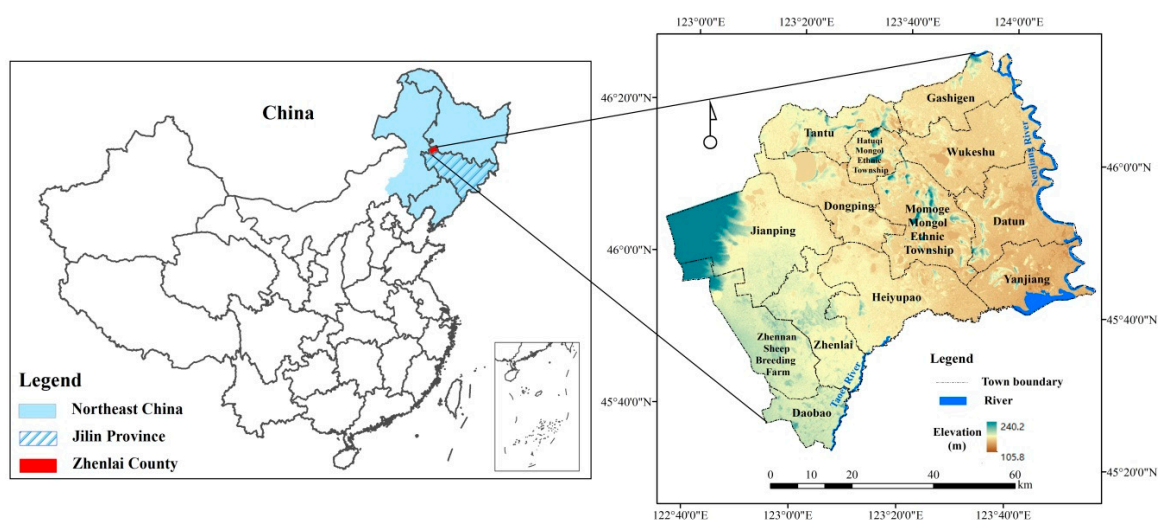 China
Legend
Northeast China
Jilin Province
Zhenlai County
123°0'0"E
123°20'0"E
123°40'0"E
124°0'0"E
46°20'0"N
46°0'0"N
45°40'0"N
46°0'0"N
45°40'0"N
45°20'0"N
122°40'0"E
123°0'0"E
123°20'0"E
123°40'0"E
Gashigen
Tantu
Hatuqi
Mongol
Ethnic
Township
Wukeshu
Nenjiang River
Dongping
Momoge
Mongol
Ethnic
Township
Datun
Jianping
Yanjiang
Heiyupao
Zhennan
Sheep
Breeding
Farm
Zhenlai
Daobao
Legend
Town boundary
River
Elevation
(m)
240.2
105.8
0 10 20 40 60
km